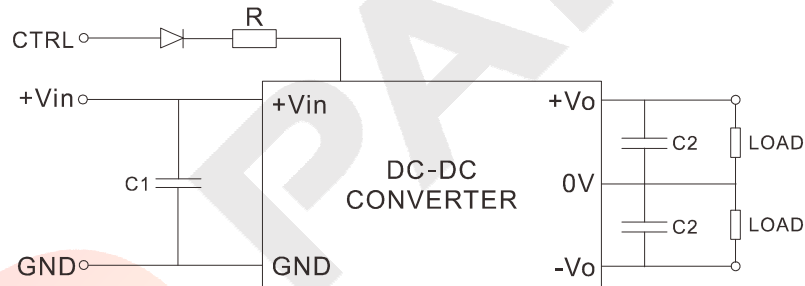 R
CTRL
+Vin
+Vin
+Vo
C1
DC-DC
CONVERTER
C2
LOAD
0V
C2
LOAD
GND
GND
-Vo